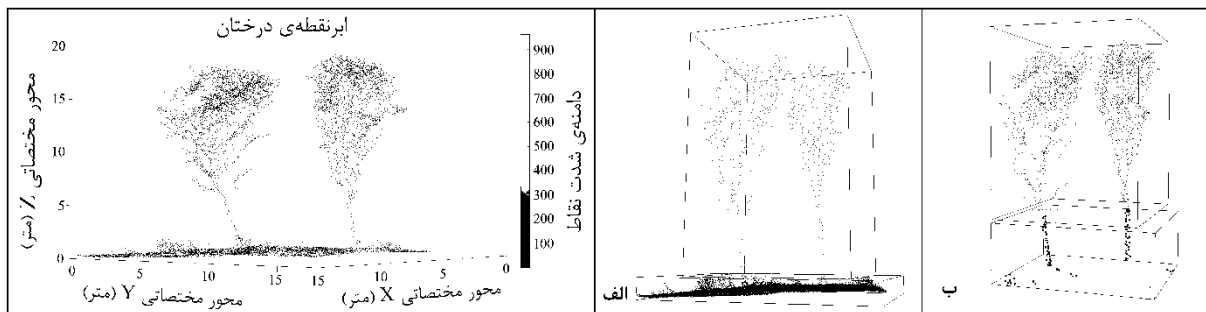 ابرنقطه‌ی درختان
20
15
10
5
0
محور مختصاتی Z (متر)
0 5 10 15
محور مختصاتی Y (متر)
15 10 5 0
محور مختصاتی X (متر)
900
800
700
600
500
400
300
200
100
دامنه‌ی شدت نقاط
الف
ب